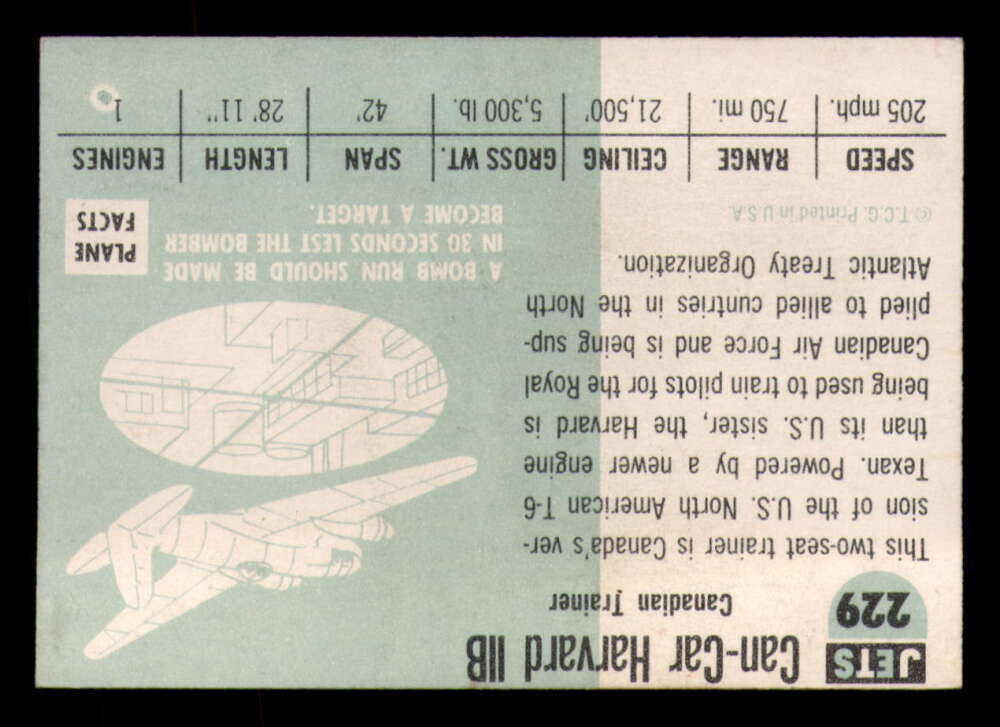 JETS
229
Can-Car Harvard IIB
Canadian Trainer
This two-seat trainer is Canada's ver-
sion of the U.S. North American T-6
Texan. Powered by a newer engine
than its U.S. sister, the Harvard is
being used to train pilots for the Royal
Canadian Air Force and is being sup-
plied to allied cuntries in the North
Atlantic Treaty Organization.
© T.C.G. Printed in U.S.A
A BOMB RUN SHOULD BE MADE
IN 30 SECONDS LEST THE BOMBER
BECOME A TARGET.
PLANE
FACTS
SPEED RANGE CEILING GROSS WT. SPAN LENGTH ENGINES
205 mph. 750 mi. 21,500' 5,300 lb. 42' 28' 11" 1